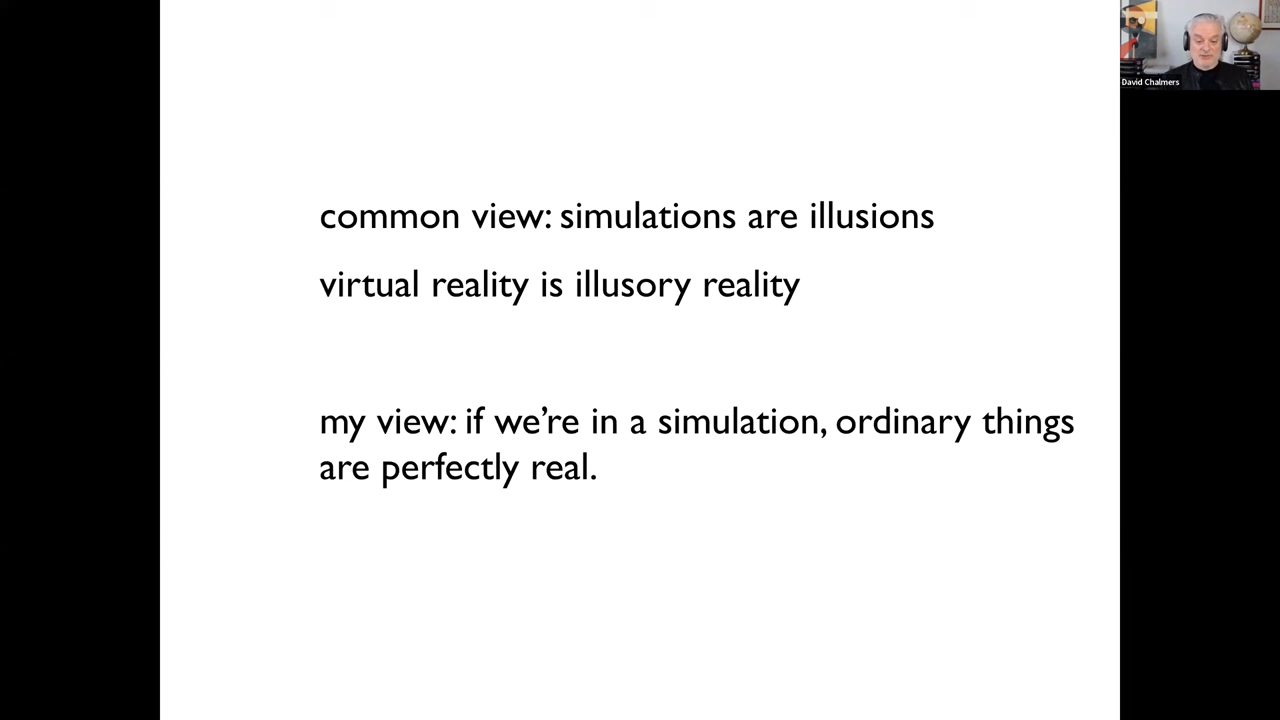 common view: simulations are illusions
virtual reality is illusory reality
my view: if we’re in a simulation, ordinary things
are perfectly real.
David Chalmers